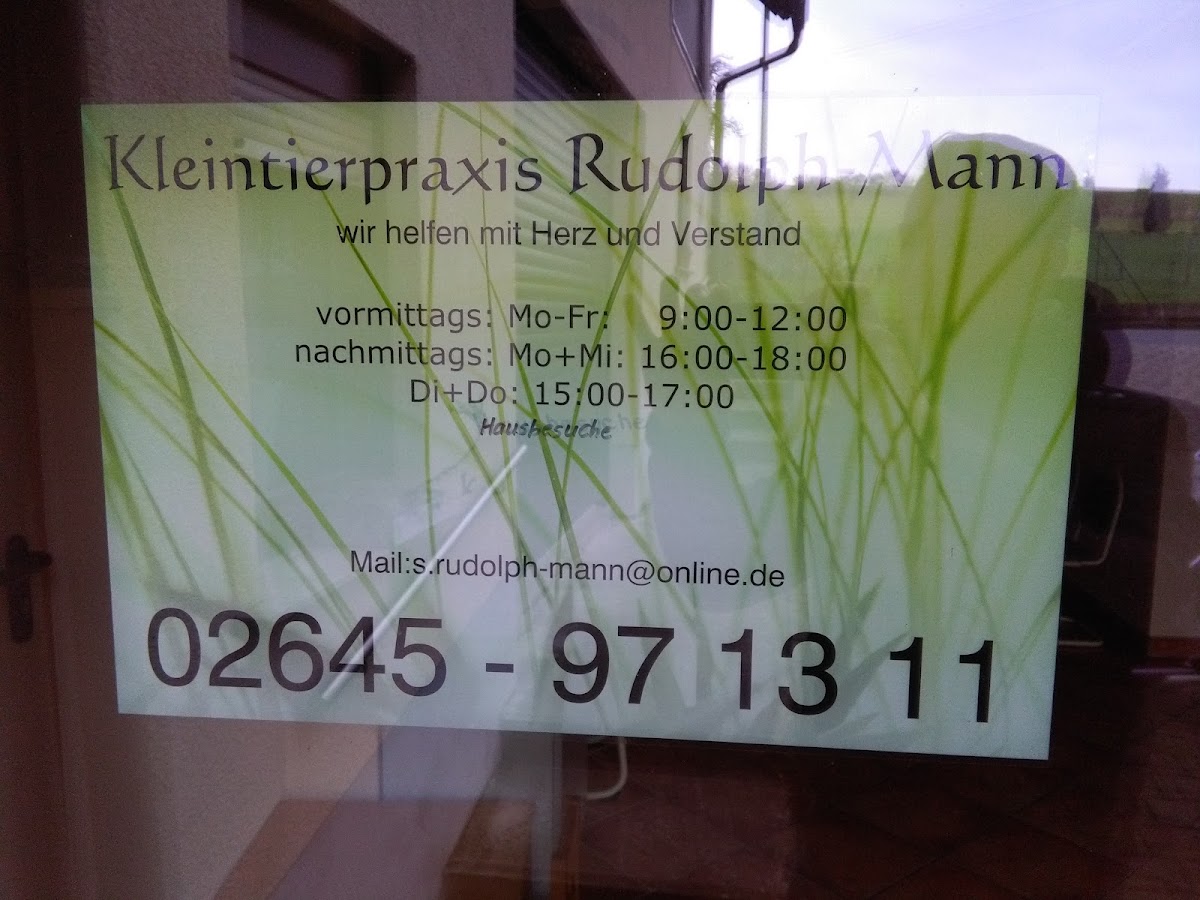 Kleintierpraxis Rudolph-Mann
wir helfen mit Herz und Verstand
vormittags: Mo-Fr: 9:00-12:00
nachmittags: Mo+Mi: 16:00-18:00
Di+Do: 15:00-17:00
Hausbesuche
Mail:s.rudolph-mann@online.de
02645 - 97 13 11